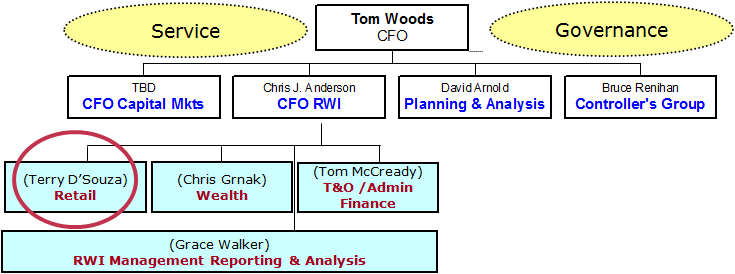 Service
Tom Woods
CFO
Governance
TBD
CFO Capital Mkts
Chris J. Anderson
CFO RWI
David Arnold
Planning & Analysis
Bruce Renihan
Controller's Group
(Terry D’Souza)
Retail
(Chris Grnak)
Wealth
(Tom McCready)
T&O /Admin
Finance
(Grace Walker)
RWI Management Reporting & Analysis